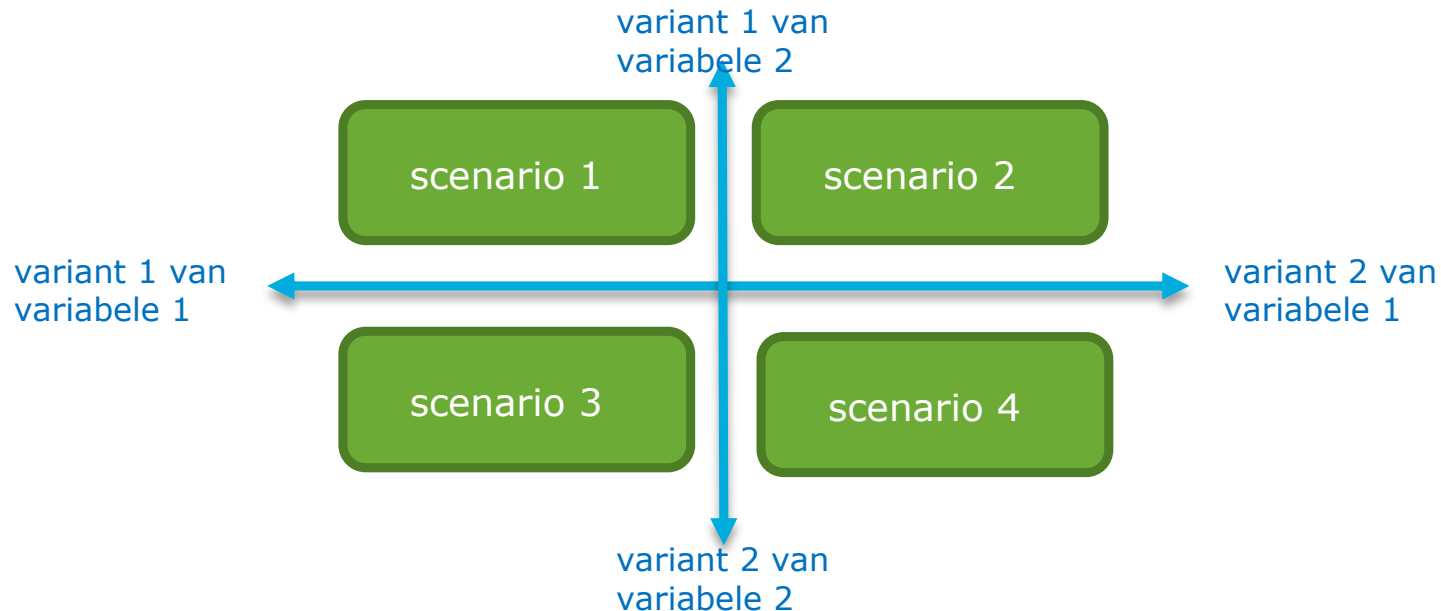 variant 1 van
variabele 2
scenario 1
scenario 2
variant 1 van
variabele 1
variant 2 van
variabele 1
scenario 3
scenario 4
variant 2 van
variabele 2